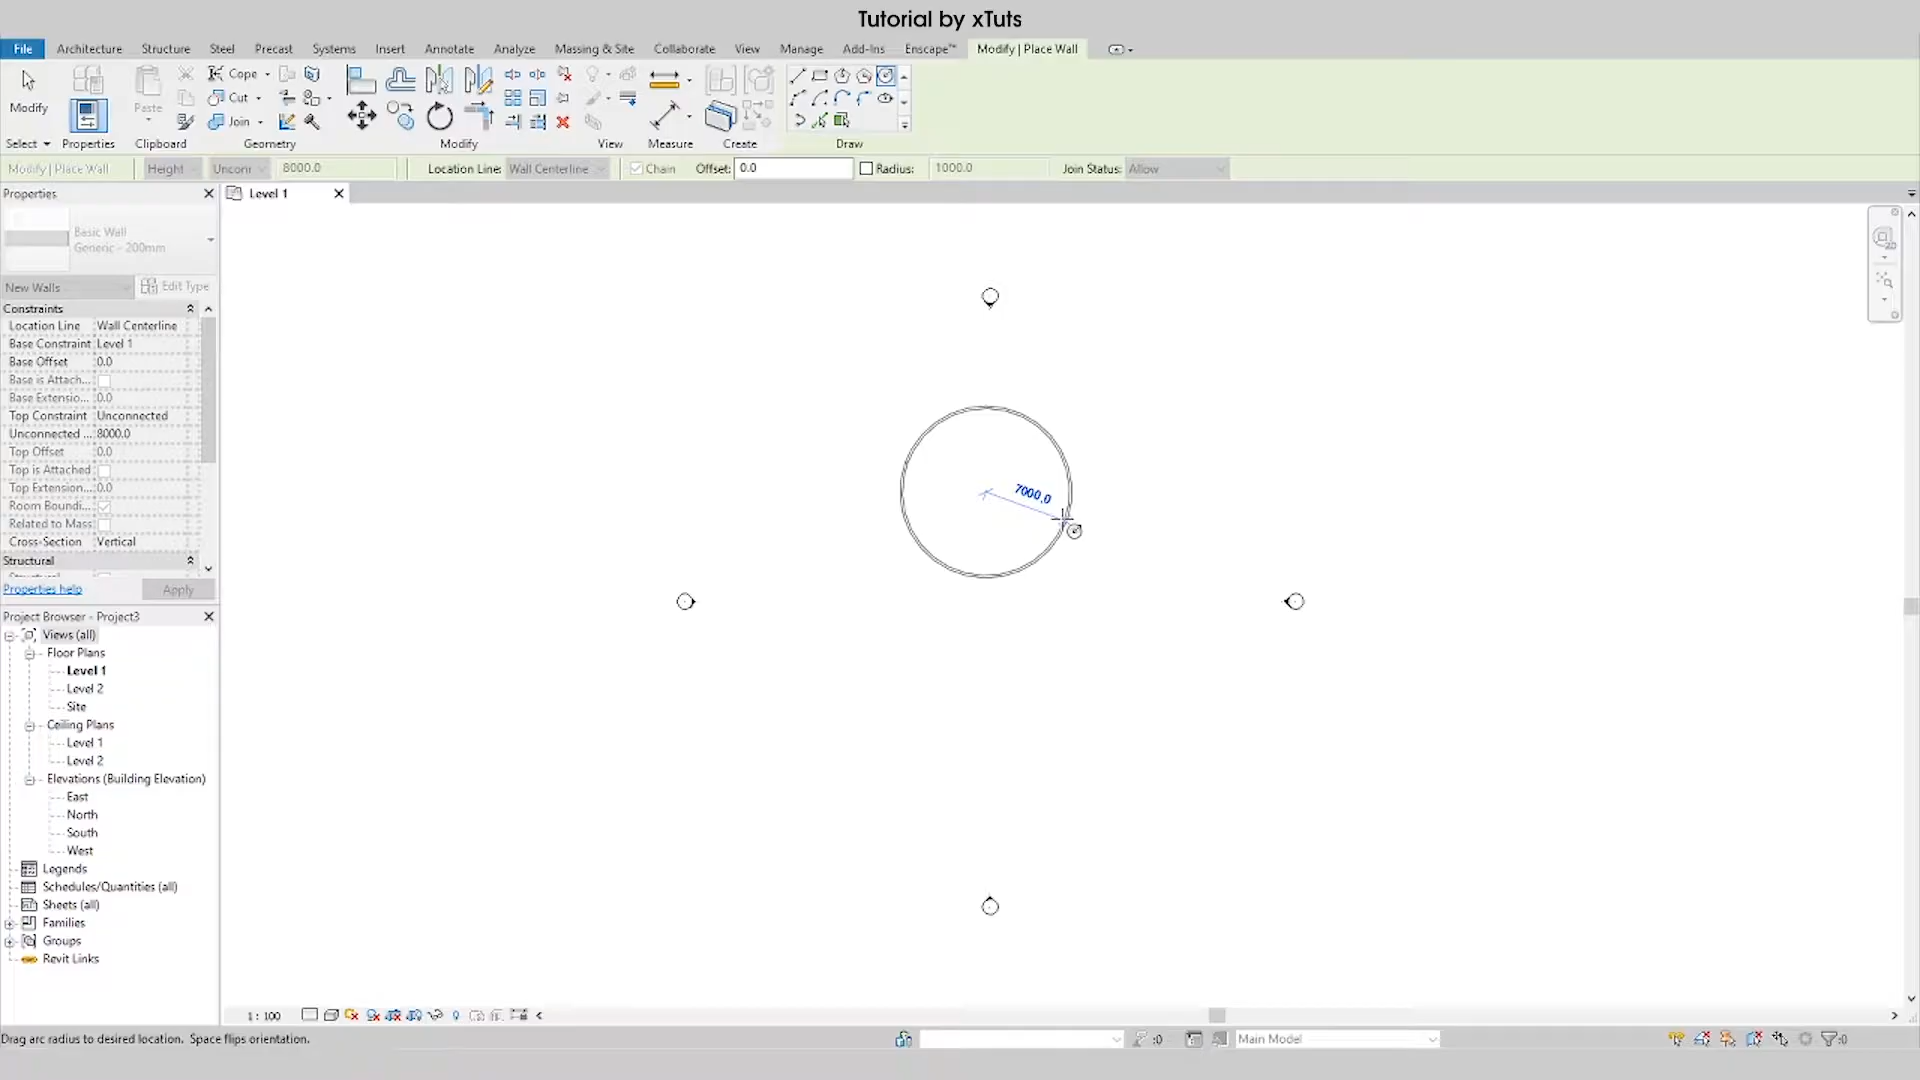 Tutorial by xTuts
File Architecture Structure Steel Precast Systems Insert Annotate Analyze Massing & Site Collaborate View Manage Add-Ins Enscape™ Modify | Place Wall
Cope
Cut
Join
Modify
Paste
Select Properties Clipboard Geometry Modify View Measure Create Draw
Modify | Place Wall Height Unconr 8000.0 Location Line: Wall Centerline Chain Offset: 0.0 Radius: 1000.0 Join Status: Allow
Properties
Level 1
Basic Wall
Generic - 200mm
New Walls Edit Type
Constraints
Location Line Wall Centerline
Base Constraint Level 1
Base Offset 0.0
Base is Attach...
Base Extensio... 0.0
Top Constraint Unconnected
Unconnected ... 8000.0
Top Offset 0.0
Top is Attached
Top Extension... 0.0
Room Boundi...
Related to Mass
Cross-Section Vertical
Structural
Properties help Apply
7000.0
Project Browser - Project3
Views (all)
Floor Plans
Level 1
Level 2
Site
Ceiling Plans
Level 1
Level 2
Elevations (Building Elevation)
East
North
South
West
Legends
Schedules/Quantities (all)
Sheets (all)
Families
Groups
Revit Links
1 : 100
Drag arc radius to desired location. Space flips orientation. :0 Main Model :0